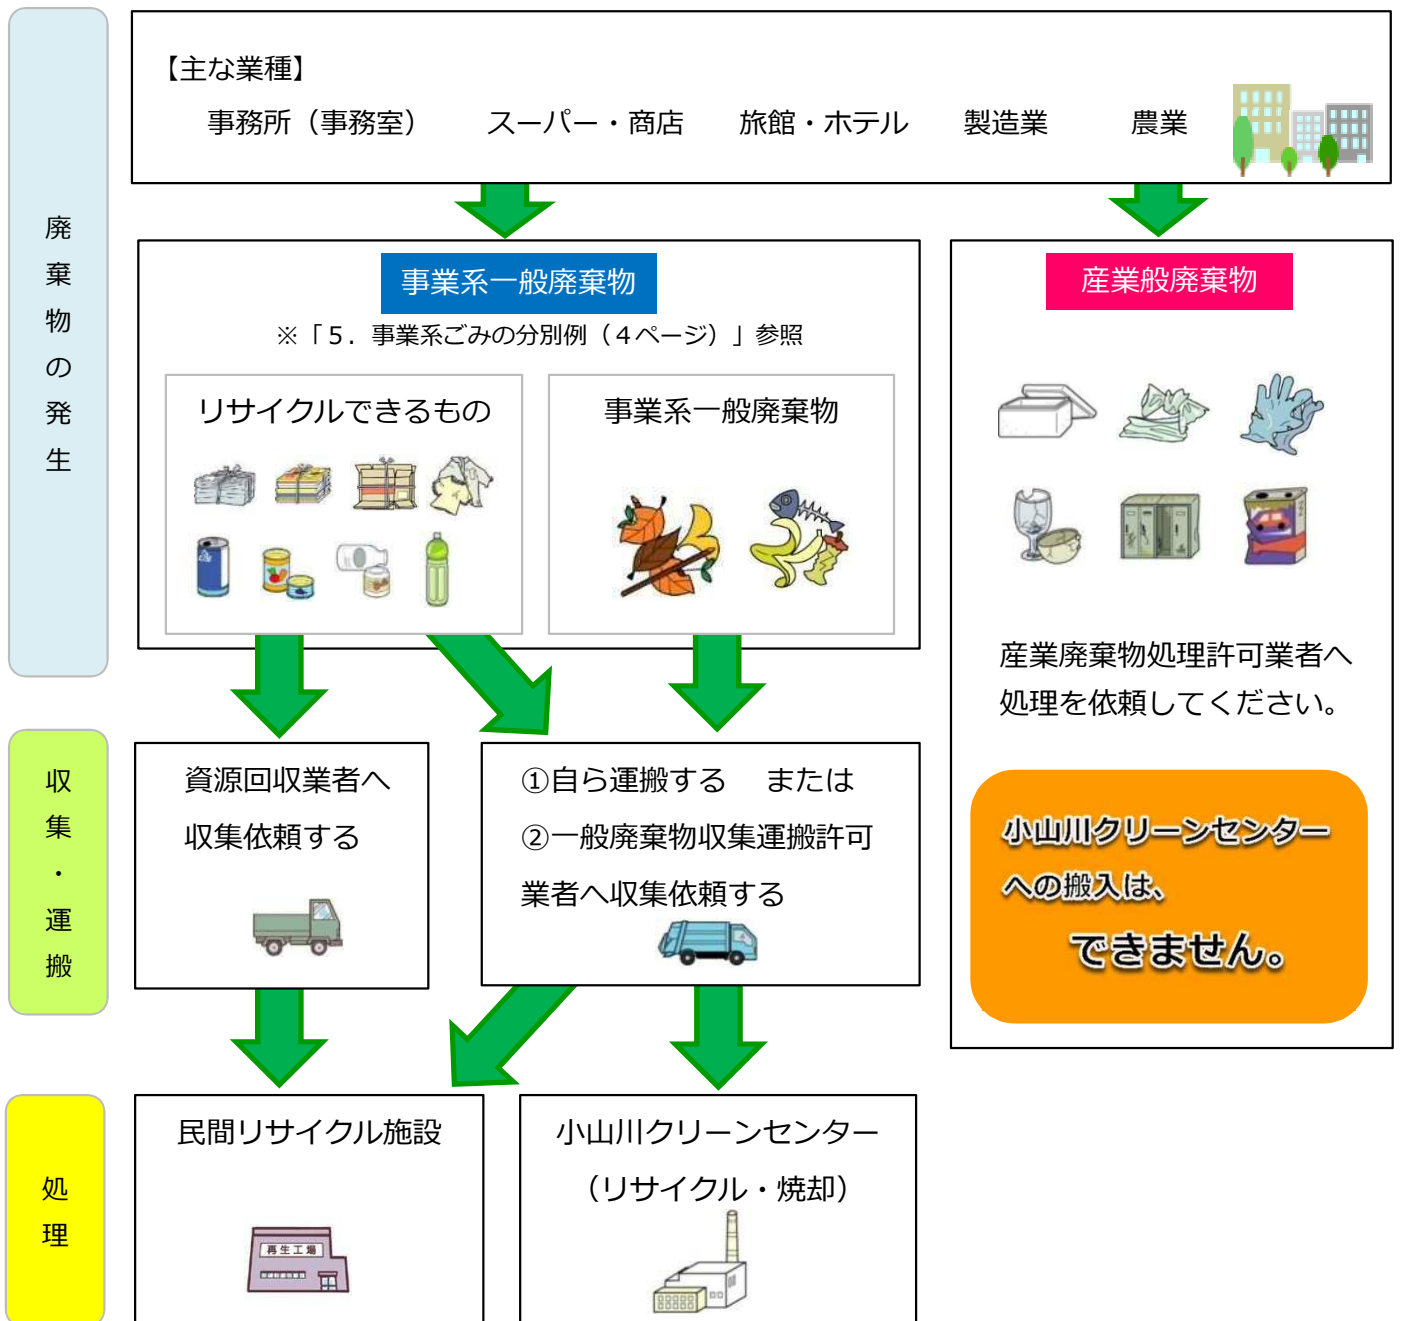 廃棄物の発生
【主な業種】
事務所（事務室）　スーパー・商店　旅館・ホテル　製造業　農業
事業系一般廃棄物
※「５．事業系ごみの分別例（４ページ）」参照
リサイクルできるもの
事業系一般廃棄物
産業般廃棄物
産業廃棄物処理許可業者へ
処理を依頼してください。
小山川クリーンセンター
への搬入は、
できません。
収集・運搬
資源回収業者へ
収集依頼する
①自ら運搬する　または
②一般廃棄物収集運搬許可
業者へ収集依頼する
処理
民間リサイクル施設
再生工場
小山川クリーンセンター
（リサイクル・焼却）